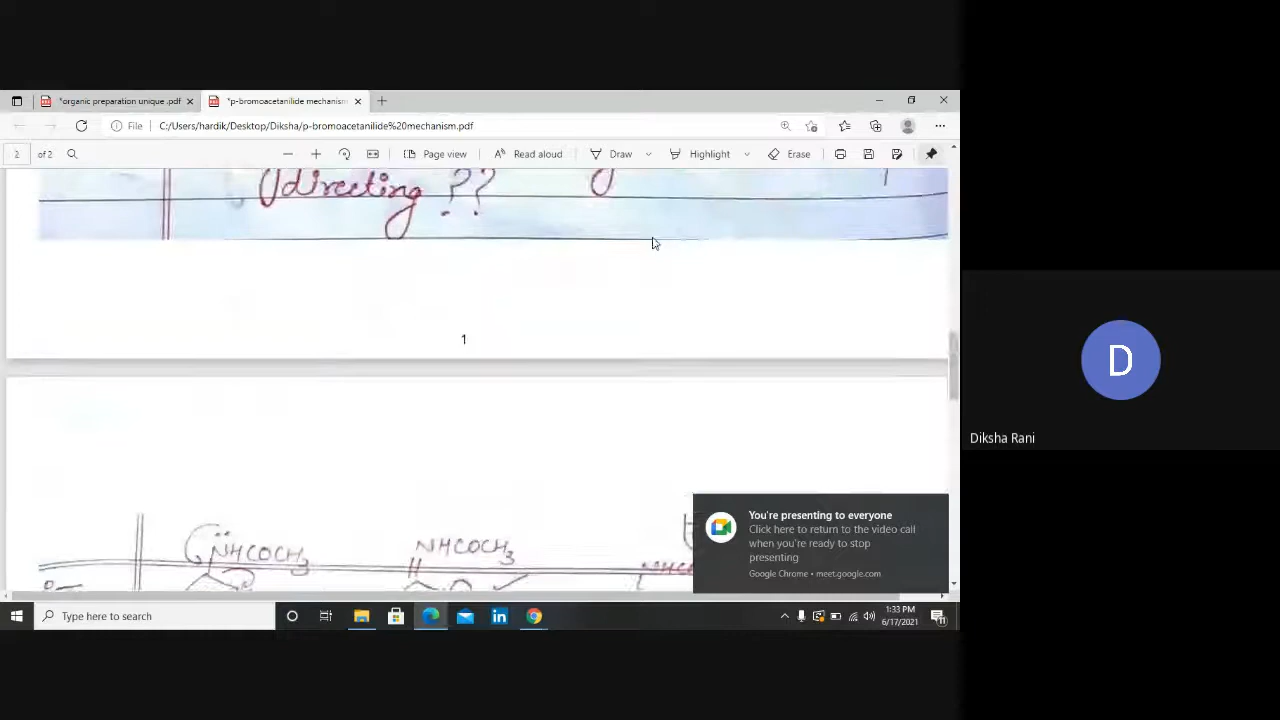 *organic preparation unique .pdf
*p-bromoacetanilide mechanism
File
C:/Users/hardik/Desktop/Diksha/p-bromoacetanilide%20mechanism.pdf
2 of 2
Page view
Read aloud
Draw
Highlight
Erase
directing ??
1
NHCOCH3
NHCOCH3
D
Diksha Rani
You're presenting to everyone
Click here to return to the video call
when you're ready to stop
presenting
Google Chrome • meet.google.com
Type here to search
1:33 PM
6/17/2021